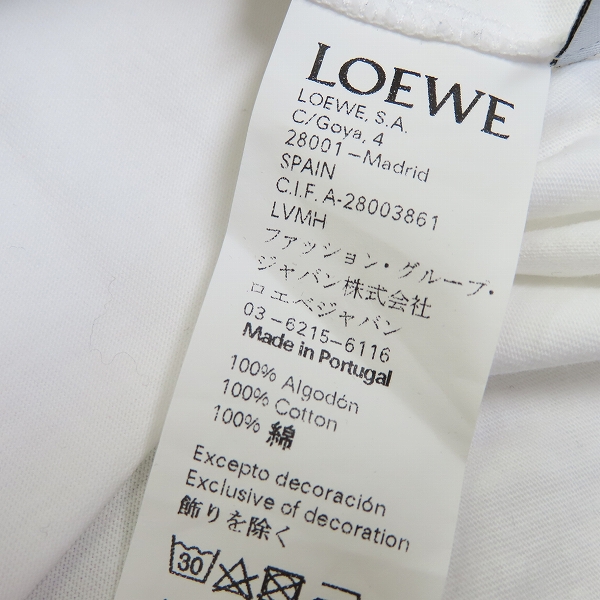 LOEWE
LOEWE, S.A.
C/Goya, 4
28001-Madrid
SPAIN
C.I.F. A-28003861
LVMH
ファッション・グループ・
ジャパン株式会社
ロエベジャパン
03-6215-6116
Made in Portugal
100% Algodón
100% Cotton
100% 綿
Excepto decoración
Exclusive of decoration
飾りを除く
30